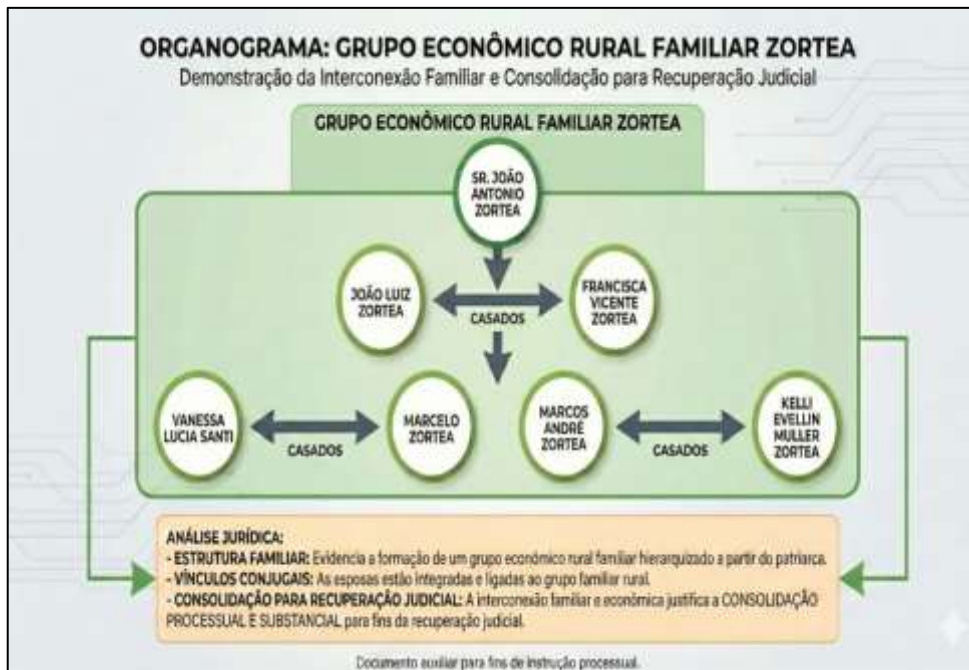 ORGANOGRAMA: GRUPO ECONÔMICO RURAL FAMILIAR ZORTEA
Demonstração da Interconexão Familiar e Consolidação para Recuperação Judicial
GRUPO ECONÔMICO RURAL FAMILIAR ZORTEA
SR. JOÃO
ANTONIO
ZORTEA
JOÃO LUIZ
ZORTEA
CASADOS
FRANCISCA
VICENTE
ZORTEA
VANESSA
LUCIA SANTI
CASADOS
MARCELO
ZORTEA
MARCOS
ANDRÉ
ZORTEA
CASADOS
KELLI
EVELLIN
MULLER
ZORTEA
ANÁLISE JURÍDICA:
- ESTRUTURA FAMILIAR: Evidencia a formação de um grupo econômico rural familiar hierarquizado a partir do patriarca.
- VÍNCULOS CONJUGAIS: As esposas estão integradas e ligadas ao grupo familiar rural.
- CONSOLIDAÇÃO PARA RECUPERAÇÃO JUDICIAL: A interconexão familiar e econômica justifica a CONSOLIDAÇÃO
PROCESSUAL E SUBSTANCIAL para fins da recuperação judicial.
Documento auxiliar para fins de instrução processual.